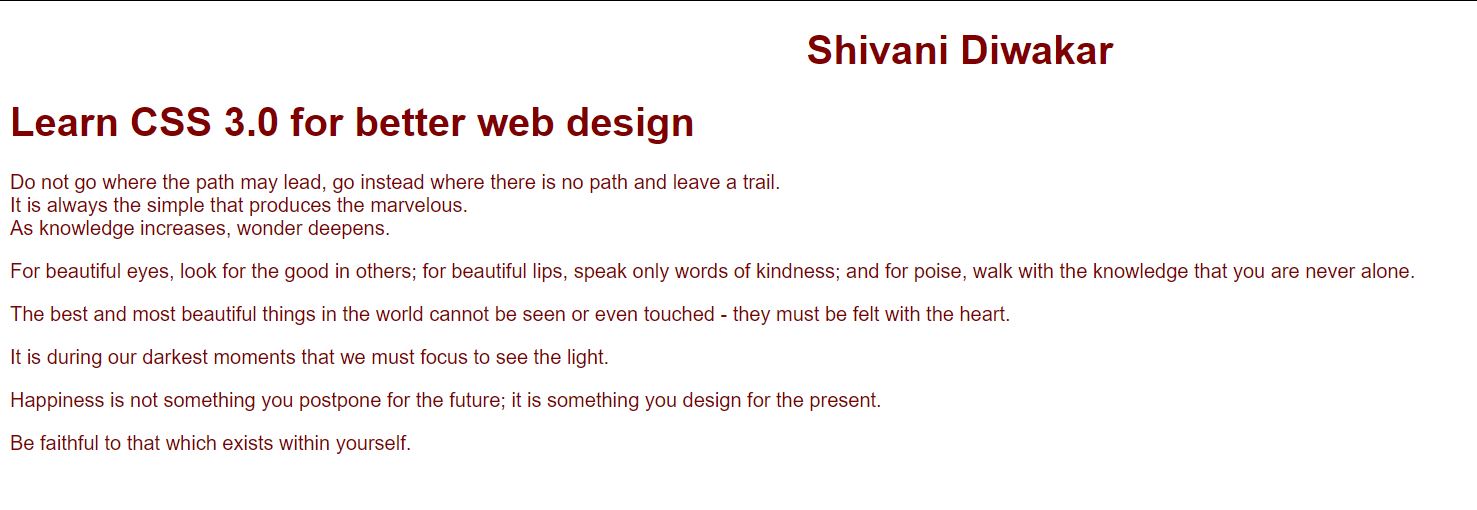 Shivani Diwakar
Learn CSS 3.0 for better web design
Do not go where the path may lead, go instead where there is no path and leave a trail.
It is always the simple that produces the marvelous.
As knowledge increases, wonder deepens.
For beautiful eyes, look for the good in others; for beautiful lips, speak only words of kindness; and for poise, walk with the knowledge that you are never alone.
The best and most beautiful things in the world cannot be seen or even touched - they must be felt with the heart.
It is during our darkest moments that we must focus to see the light.
Happiness is not something you postpone for the future; it is something you design for the present.
Be faithful to that which exists within yourself.